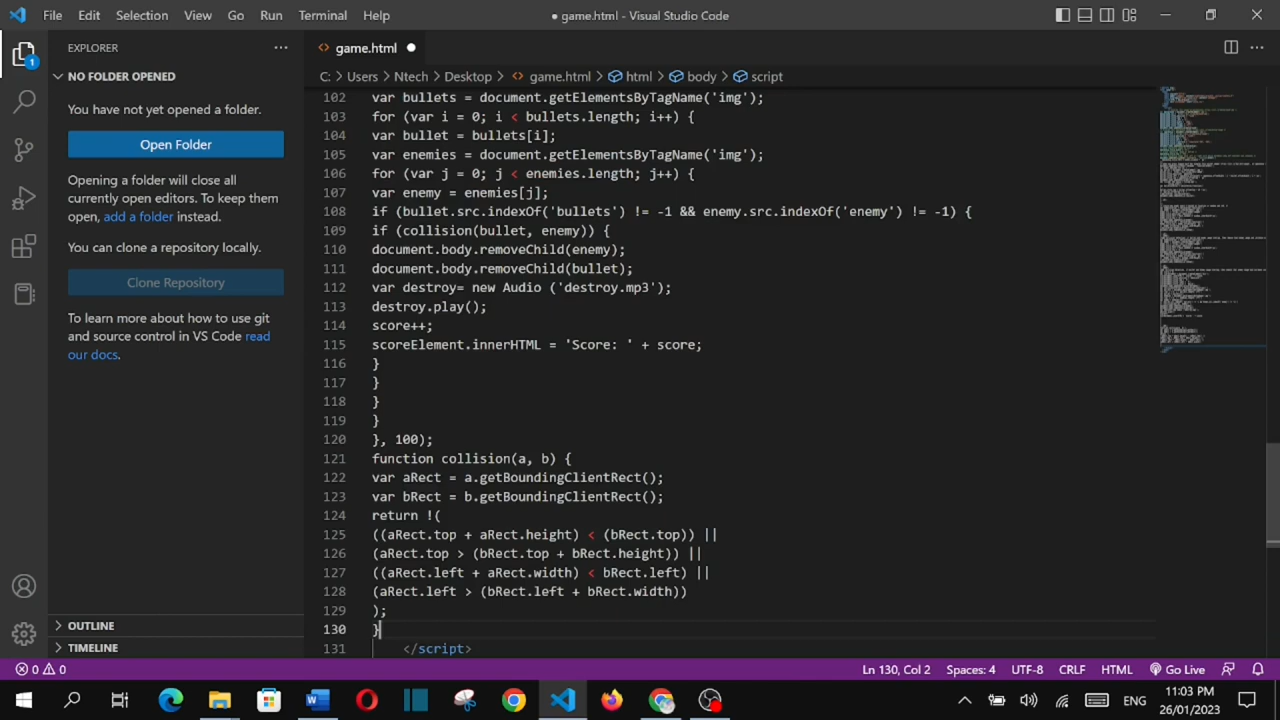 File Edit Selection View Go Run Terminal Help
● game.html - Visual Studio Code
EXPLORER
NO FOLDER OPENED
You have not yet opened a folder.
Open Folder
Opening a folder will close all
currently open editors. To keep them
open, add a folder instead.
You can clone a repository locally.
Clone Repository
To learn more about how to use git
and source control in VS Code read
our docs.
OUTLINE
TIMELINE
1
game.html
C: > Users > Ntech > Desktop > game.html > html > body > script
102 var bullets = document.getElementsByTagName('img');
103 for (var i = 0; i < bullets.length; i++) {
104 var bullet = bullets[i];
105 var enemies = document.getElementsByTagName('img');
106 for (var j = 0; j < enemies.length; j++) {
107 var enemy = enemies[j];
108 if (bullet.src.indexOf('bullets') != -1 && enemy.src.indexOf('enemy') != -1) {
109 if (collision(bullet, enemy)) {
110 document.body.removeChild(enemy);
111 document.body.removeChild(bullet);
112 var destroy= new Audio ('destroy.mp3');
113 destroy.play();
114 score++;
115 scoreElement.innerHTML = 'Score: ' + score;
116 }
117 }
118 }
119 }
120 }, 100);
121 function collision(a, b) {
122 var aRect = a.getBoundingClientRect();
123 var bRect = b.getBoundingClientRect();
124 return !(
125 ((aRect.top + aRect.height) < (bRect.top)) ||
126 (aRect.top > (bRect.top + bRect.height)) ||
127 ((aRect.left + aRect.width) < bRect.left) ||
128 (aRect.left > (bRect.left + bRect.width))
129 );
130 }
131 </script>
0 0 Ln 130, Col 2 Spaces: 4 UTF-8 CRLF HTML Go Live
ENG
11:03 PM
26/01/2023